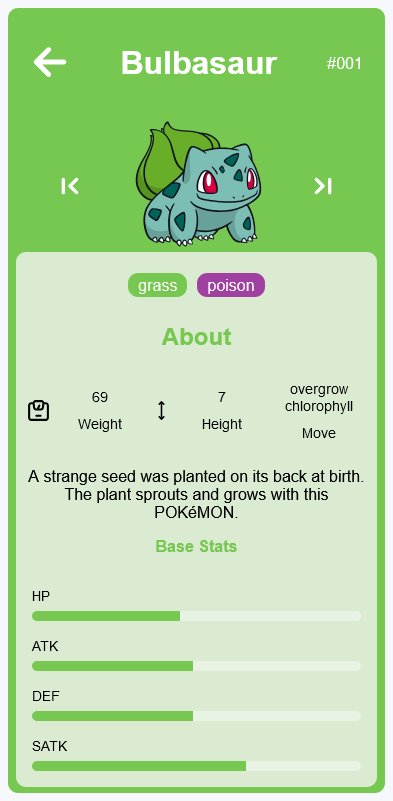 Bulbasaur
#001
grass
poison
About
69
Weight
7
Height
overgrow
chlorophyll
Move
A strange seed was planted on its back at birth.
The plant sprouts and grows with this
POKéMON.
Base Stats
HP
ATK
DEF
SATK